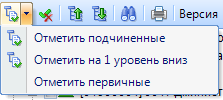 Версия
Отметить подчиненные
Отметить на 1 уровень вниз
Отметить первичные